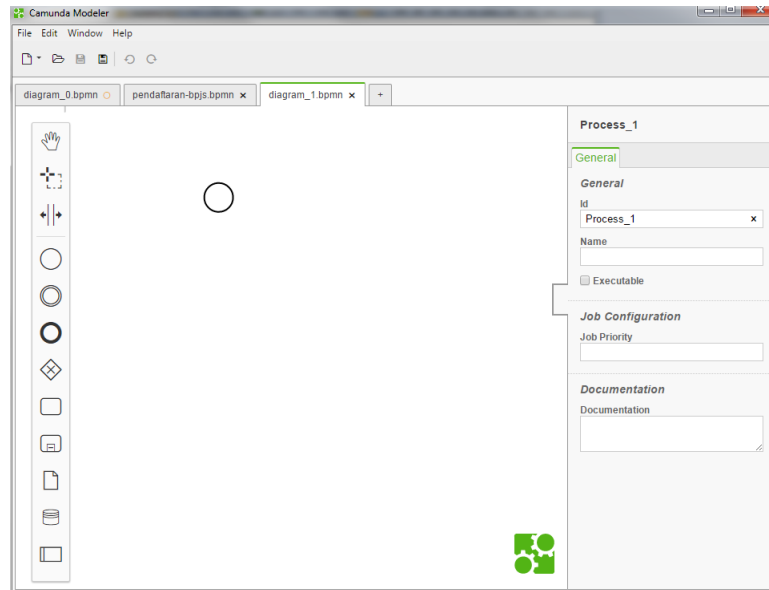 Camunda Modeler
File Edit Window Help
diagram_0.bpmn
pendaftaran-bpjs.bpmn x
diagram_1.bpmn x
+
Process_1
General
General
Id
Process_1 x
Name
Executable
Job Configuration
Job Priority
Documentation
Documentation